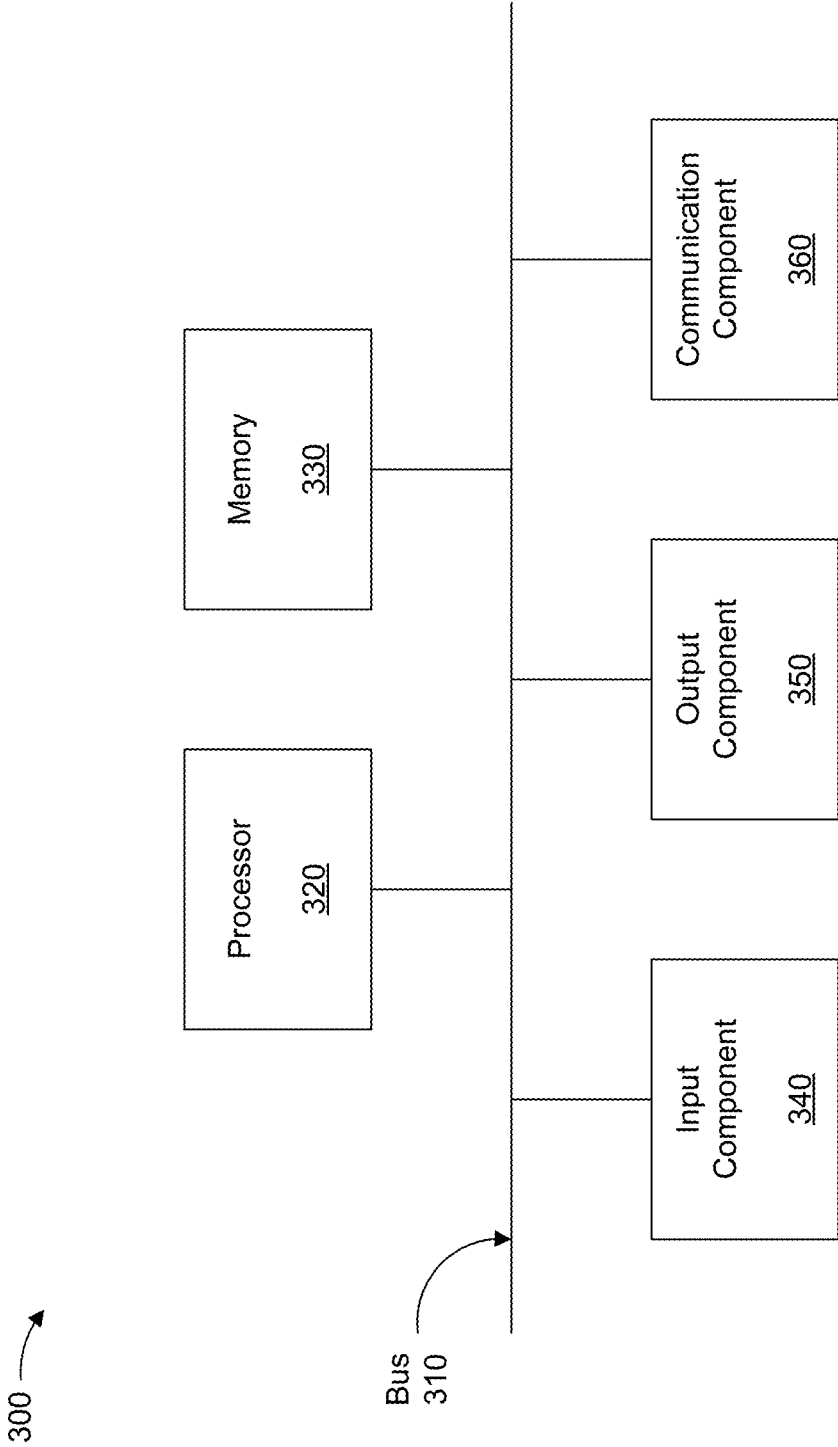 300
Processor
320
Memory
330
Bus
310
Input
Component
340
Output
Component
350
Communication
Component
360